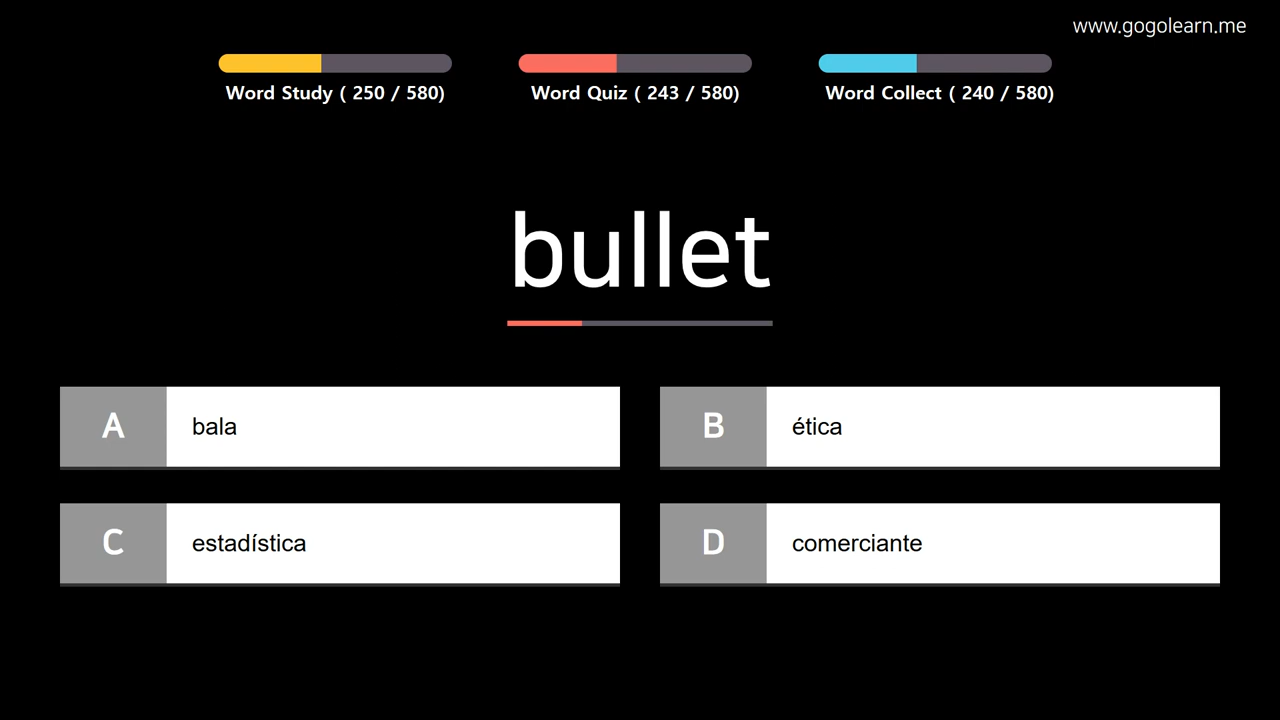 www.gogolearn.me
Word Study ( 250 / 580)
Word Quiz ( 243 / 580)
Word Collect ( 240 / 580)
bullet
A
bala
B
ética
C
estadística
D
comerciante